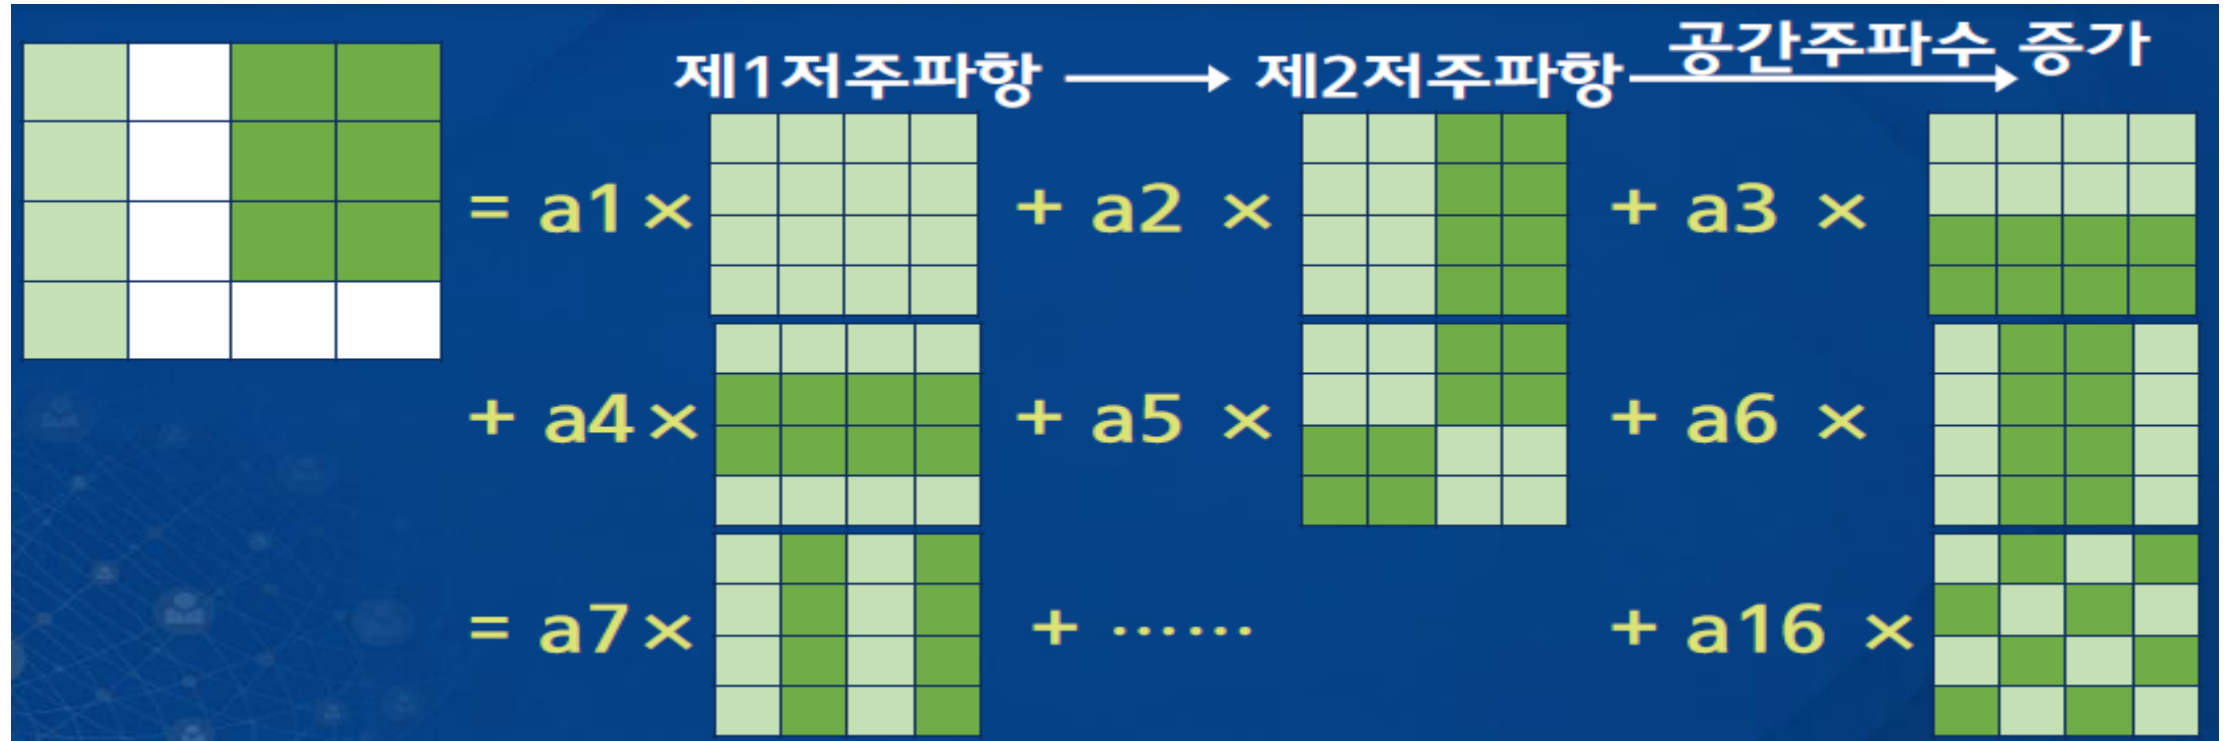 제1저주파항 → 제2저주파항 → 공간주파수 증가
= a1 × + a2 × + a3 ×
+ a4 × + a5 × + a6 ×
= a7 × + ...... + a16 ×